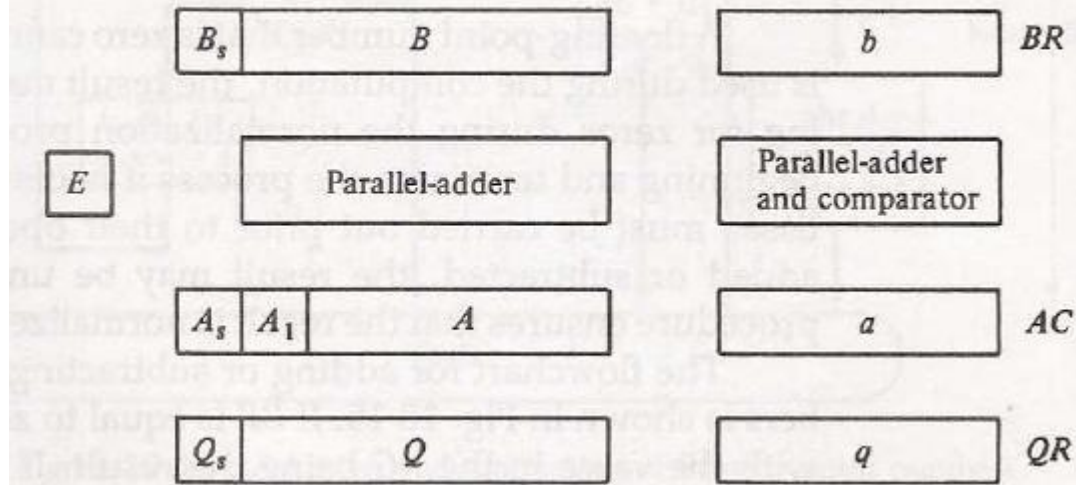 B_s B b BR
E Parallel-adder Parallel-adder
and comparator
A_s A_1 A a AC
Q_s Q q QR